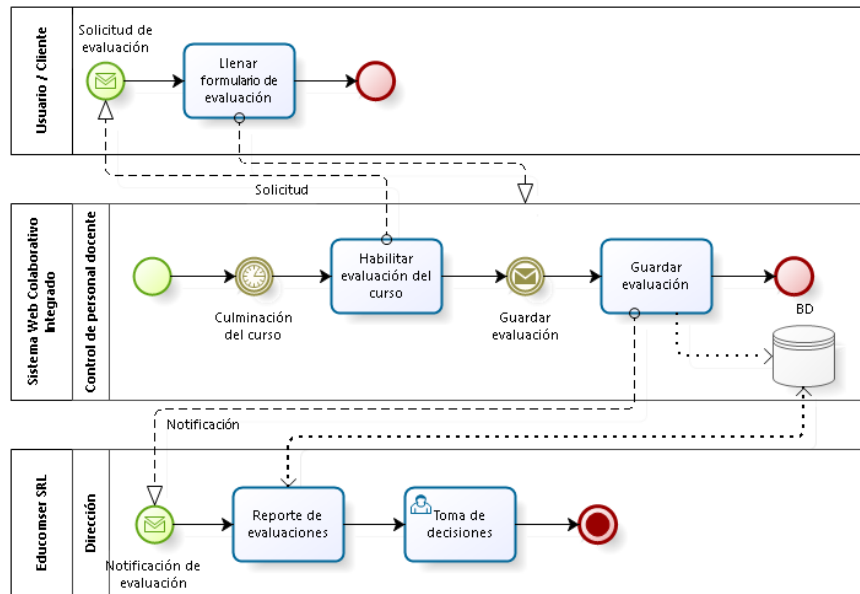 Usuario / Cliente
Solicitud de
evaluación
Llenar
formulario de
evaluación
Solicitud
Sistema Web Colaborativo
Integrado
Control de personal docente
Culminación
del curso
Habilitar
evaluación del
curso
Guardar
evaluación
Guardar
evaluación
BD
Notificación
Educomser SRL
Dirección
Notificación de
evaluación
Reporte de
evaluaciones
Toma de
decisiones